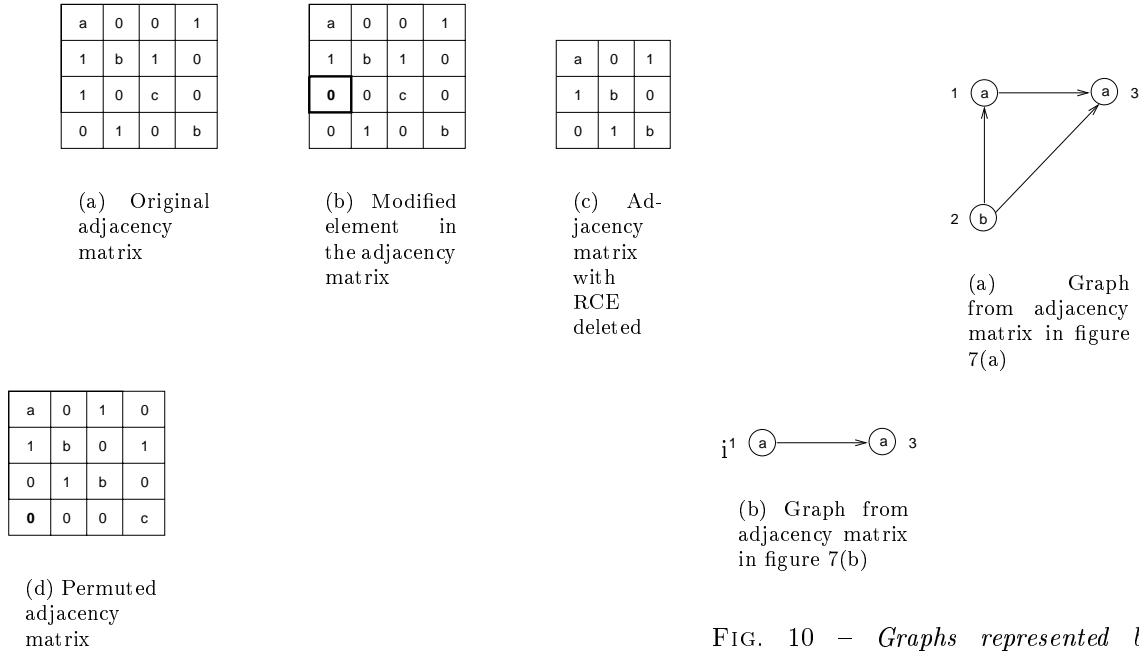 a 0 0 1
1 b 1 0
1 0 c 0
0 1 0 b
(a) Original
adjacency
matrix
a 0 0 1
1 b 1 0
0 0 c 0
0 1 0 b
(b) Modified
element in
the adjacency
matrix
a 0 1
1 b 0
0 1 b
(c) Ad-
jacency
matrix
with
RCE
deleted
a 0 1 0
1 b 0 1
0 1 b 0
0 0 0 c
(d) Permuted
adjacency
matrix
1 a a 3
2 b
(a) Graph
from adjacency
matrix in figure
7(a)
i1 a a 3
(b) Graph from
adjacency matrix
in figure 7(b)
FIG. 10 – Graphs represented